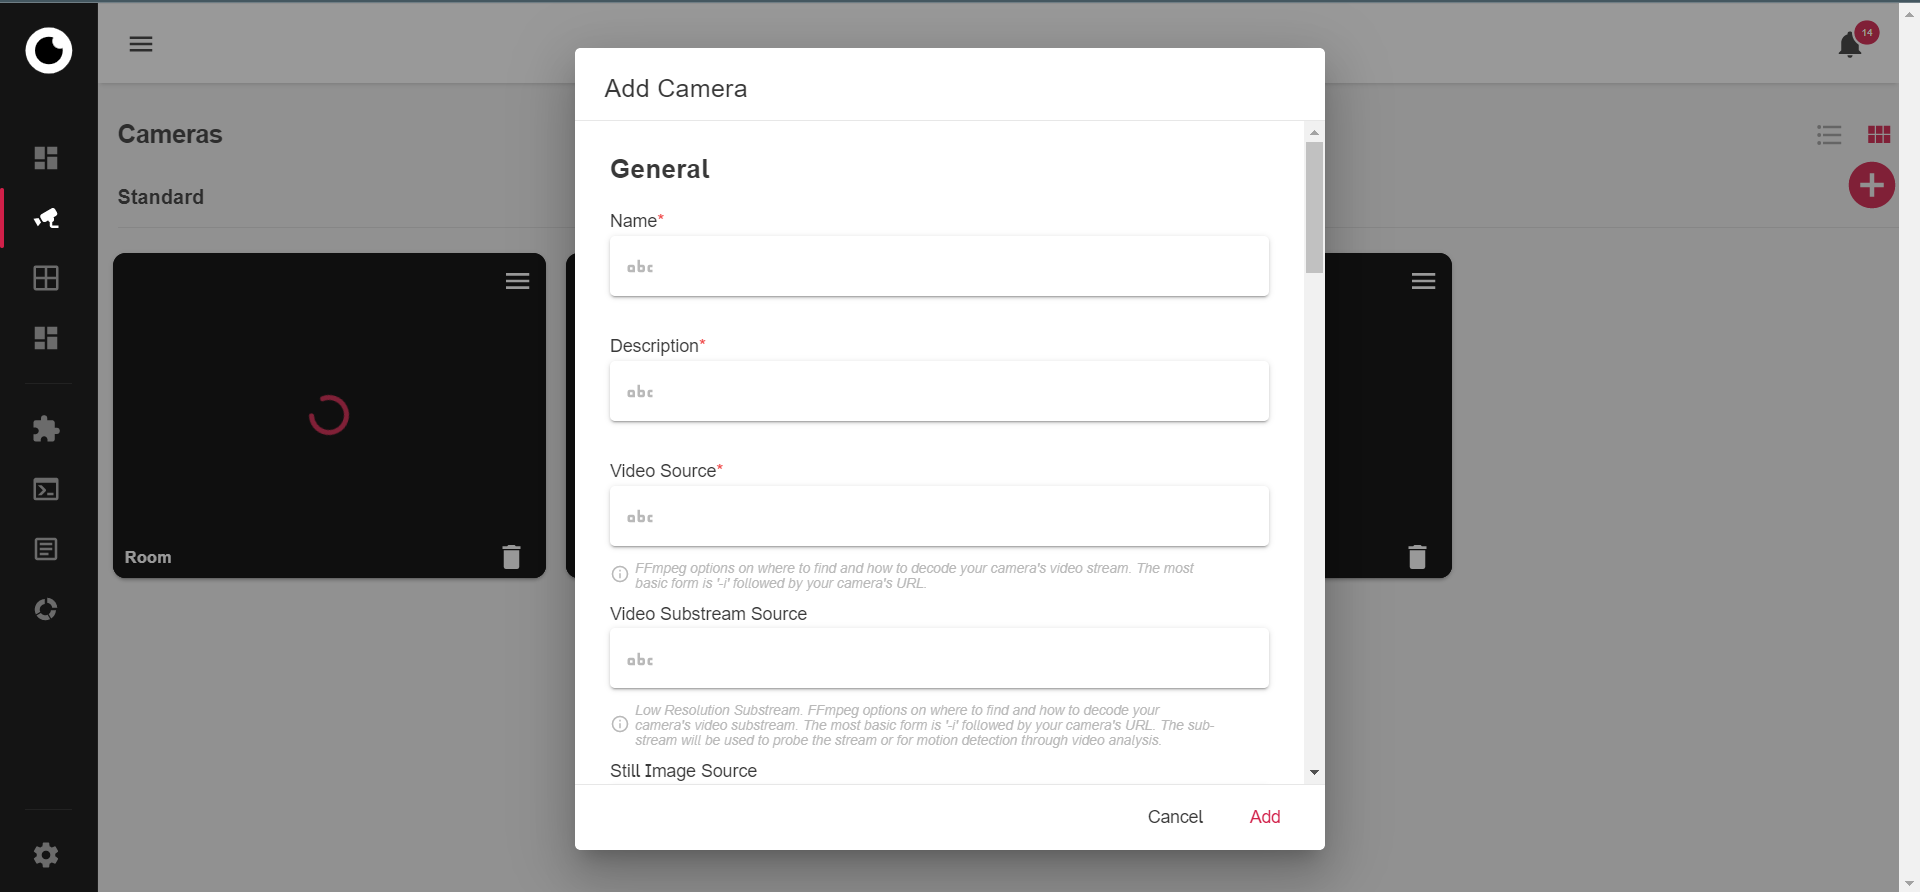 14
Cameras
Standard
Room
Add Camera
General
Name*
abc
Description*
abc
Video Source*
abc
FFmpeg options on where to find and how to decode your camera's video stream. The most
basic form is '-i' followed by your camera's URL.
Video Substream Source
abc
Low Resolution Substream. FFmpeg options on where to find and how to decode your
camera's video substream. The most basic form is '-i' followed by your camera's URL. The sub-
stream will be used to probe the stream or for motion detection through video analysis.
Still Image Source
Cancel Add